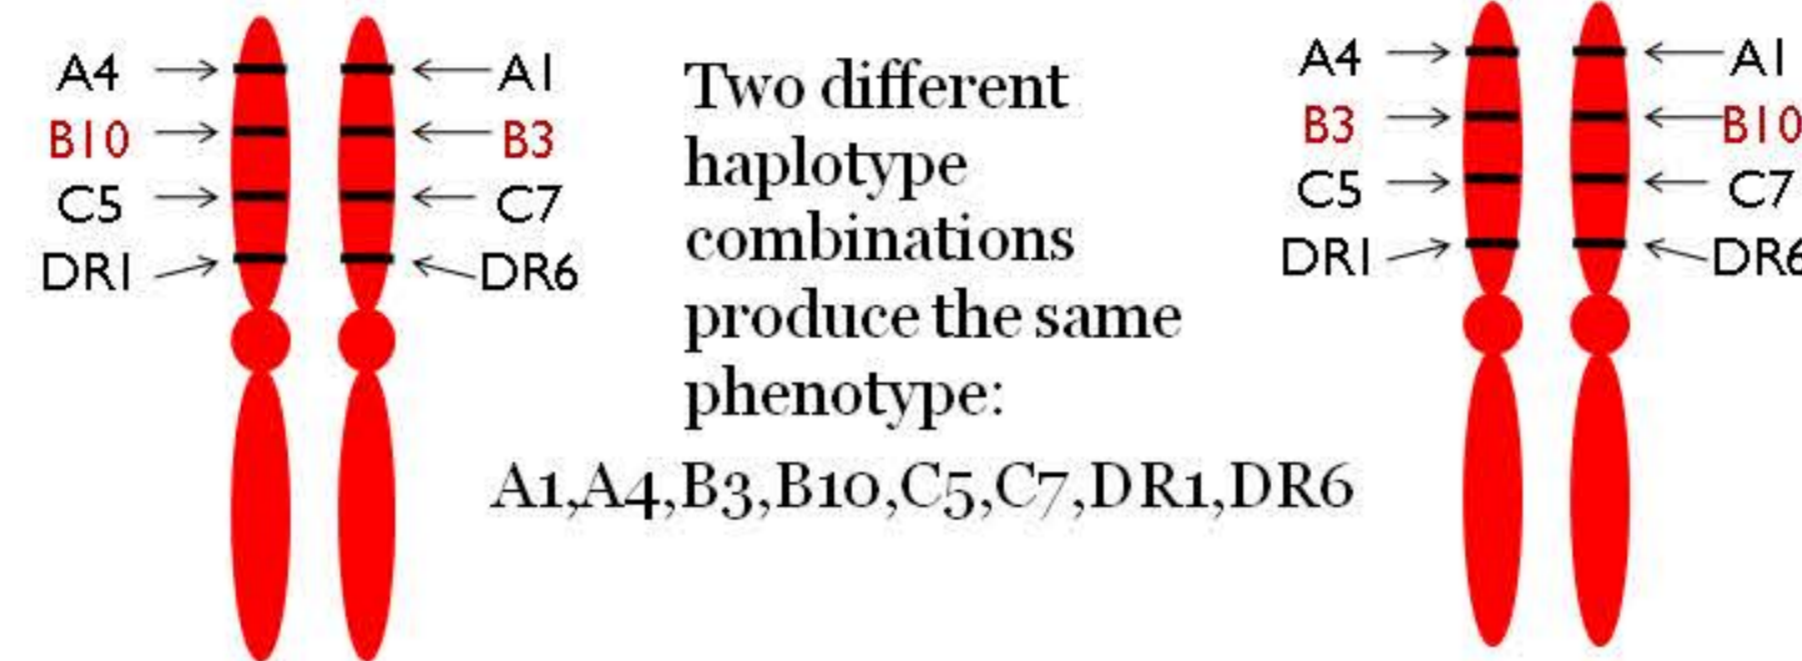 A4
B10
C5
DR1
A1
B3
C7
DR6
Two different
haplotype
combinations
produce the same
phenotype:
A1,A4,B3,B10,C5,C7,DR1,DR6
A4
B3
C5
DR1
A1
B10
C7
DR6